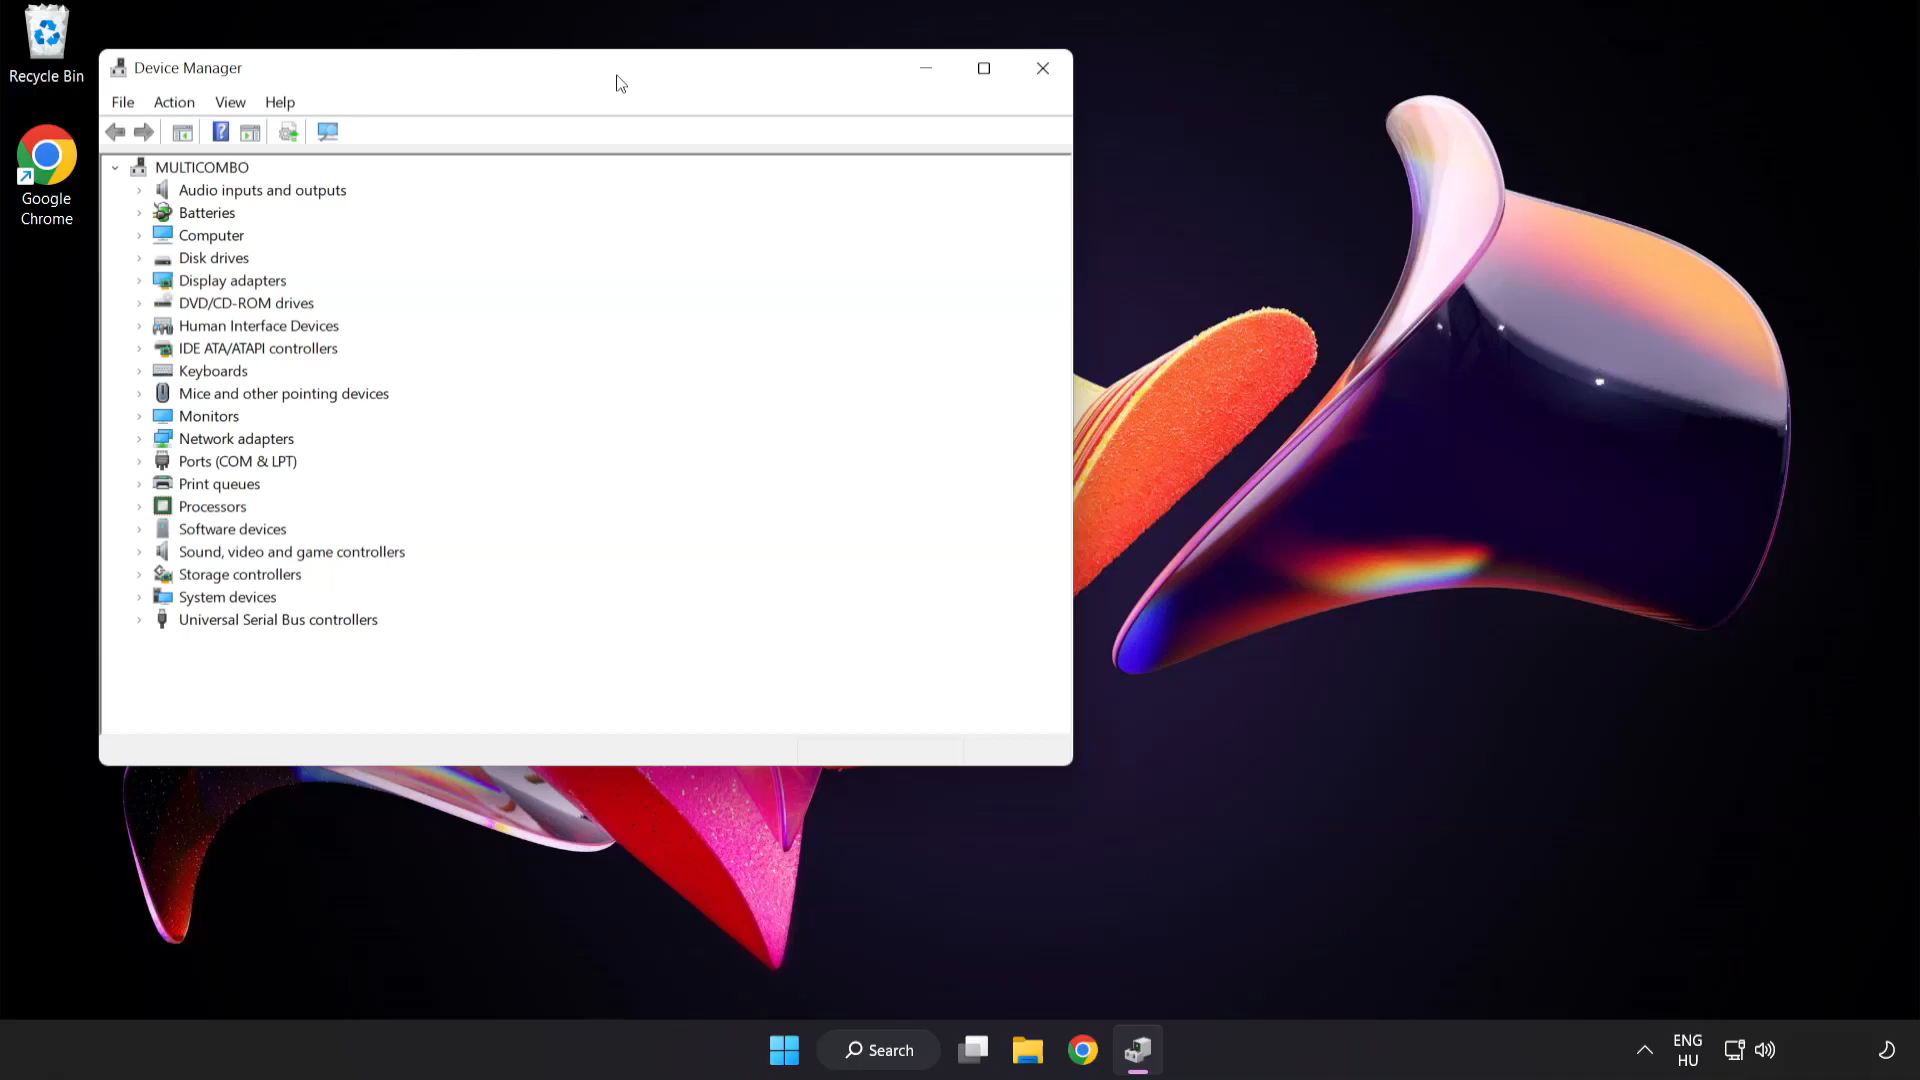 Recycle Bin
Google
Chrome
Device Manager
File Action View Help
MULTICOMBO
Audio inputs and outputs
Batteries
Computer
Disk drives
Display adapters
DVD/CD-ROM drives
Human Interface Devices
IDE ATA/ATAPI controllers
Keyboards
Mice and other pointing devices
Monitors
Network adapters
Ports (COM & LPT)
Print queues
Processors
Software devices
Sound, video and game controllers
Storage controllers
System devices
Universal Serial Bus controllers
Search
ENG
HU